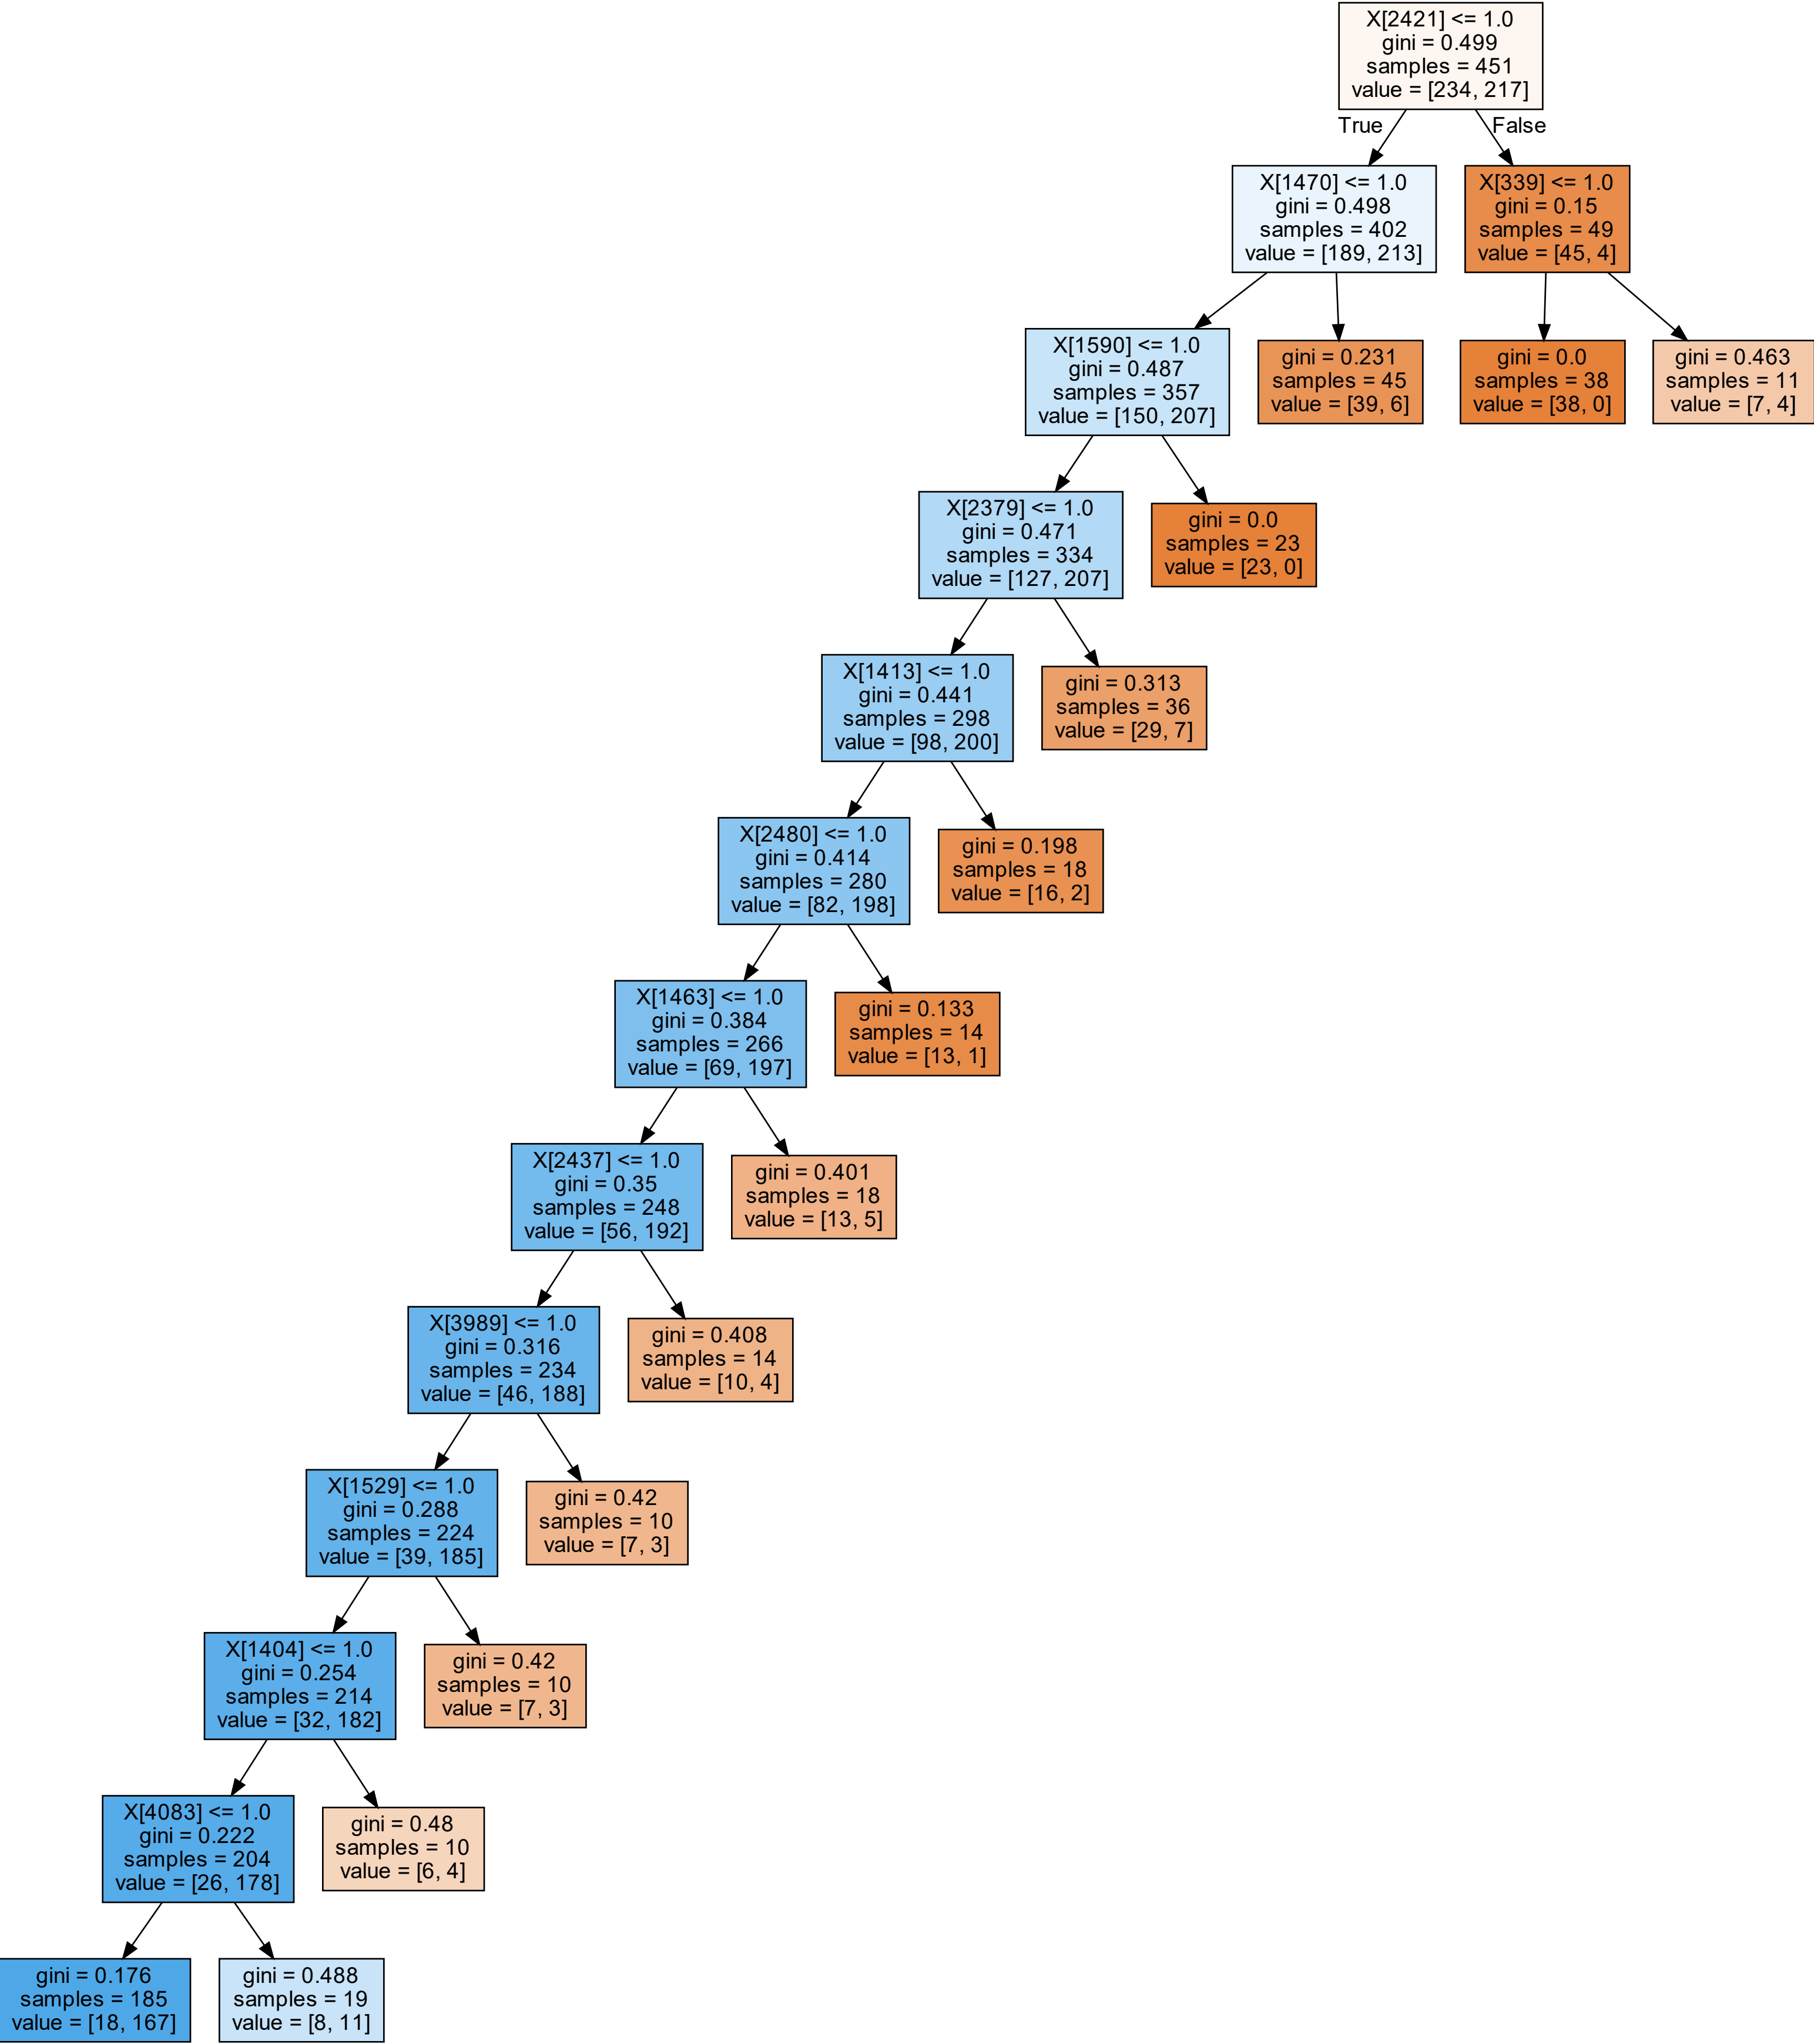 X[2421] <= 1.0
gini = 0.499
samples = 451
value = [234, 217]
True
False
X[1470] <= 1.0
gini = 0.498
samples = 402
value = [189, 213]
X[339] <= 1.0
gini = 0.15
samples = 49
value = [45, 4]
X[1590] <= 1.0
gini = 0.487
samples = 357
value = [150, 207]
gini = 0.231
samples = 45
value = [39, 6]
gini = 0.0
samples = 38
value = [38, 0]
gini = 0.463
samples = 11
value = [7, 4]
X[2379] <= 1.0
gini = 0.471
samples = 334
value = [127, 207]
gini = 0.0
samples = 23
value = [23, 0]
X[1413] <= 1.0
gini = 0.441
samples = 298
value = [98, 200]
gini = 0.313
samples = 36
value = [29, 7]
X[2480] <= 1.0
gini = 0.414
samples = 280
value = [82, 198]
gini = 0.198
samples = 18
value = [16, 2]
X[1463] <= 1.0
gini = 0.384
samples = 266
value = [69, 197]
gini = 0.133
samples = 14
value = [13, 1]
X[2437] <= 1.0
gini = 0.35
samples = 248
value = [56, 192]
gini = 0.401
samples = 18
value = [13, 5]
X[3989] <= 1.0
gini = 0.316
samples = 234
value = [46, 188]
gini = 0.408
samples = 14
value = [10, 4]
X[1529] <= 1.0
gini = 0.288
samples = 224
value = [39, 185]
gini = 0.42
samples = 10
value = [7, 3]
X[1404] <= 1.0
gini = 0.254
samples = 214
value = [32, 182]
gini = 0.42
samples = 10
value = [7, 3]
X[4083] <= 1.0
gini = 0.222
samples = 204
value = [26, 178]
gini = 0.48
samples = 10
value = [6, 4]
gini = 0.176
samples = 185
value = [18, 167]
gini = 0.488
samples = 19
value = [8, 11]